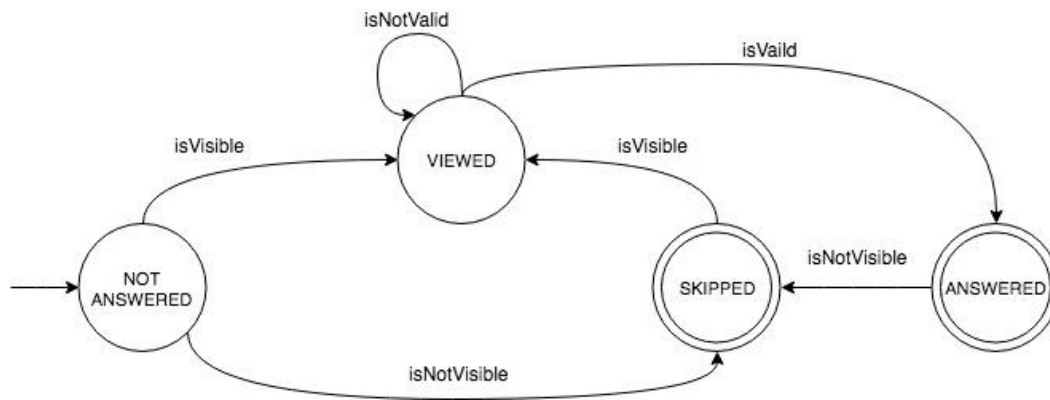 isNotValid
isVaild
isVisible
VIEWED
isVisible
NOT
ANSWERED
SKIPPED
isNotVisible
ANSWERED
isNotVisible